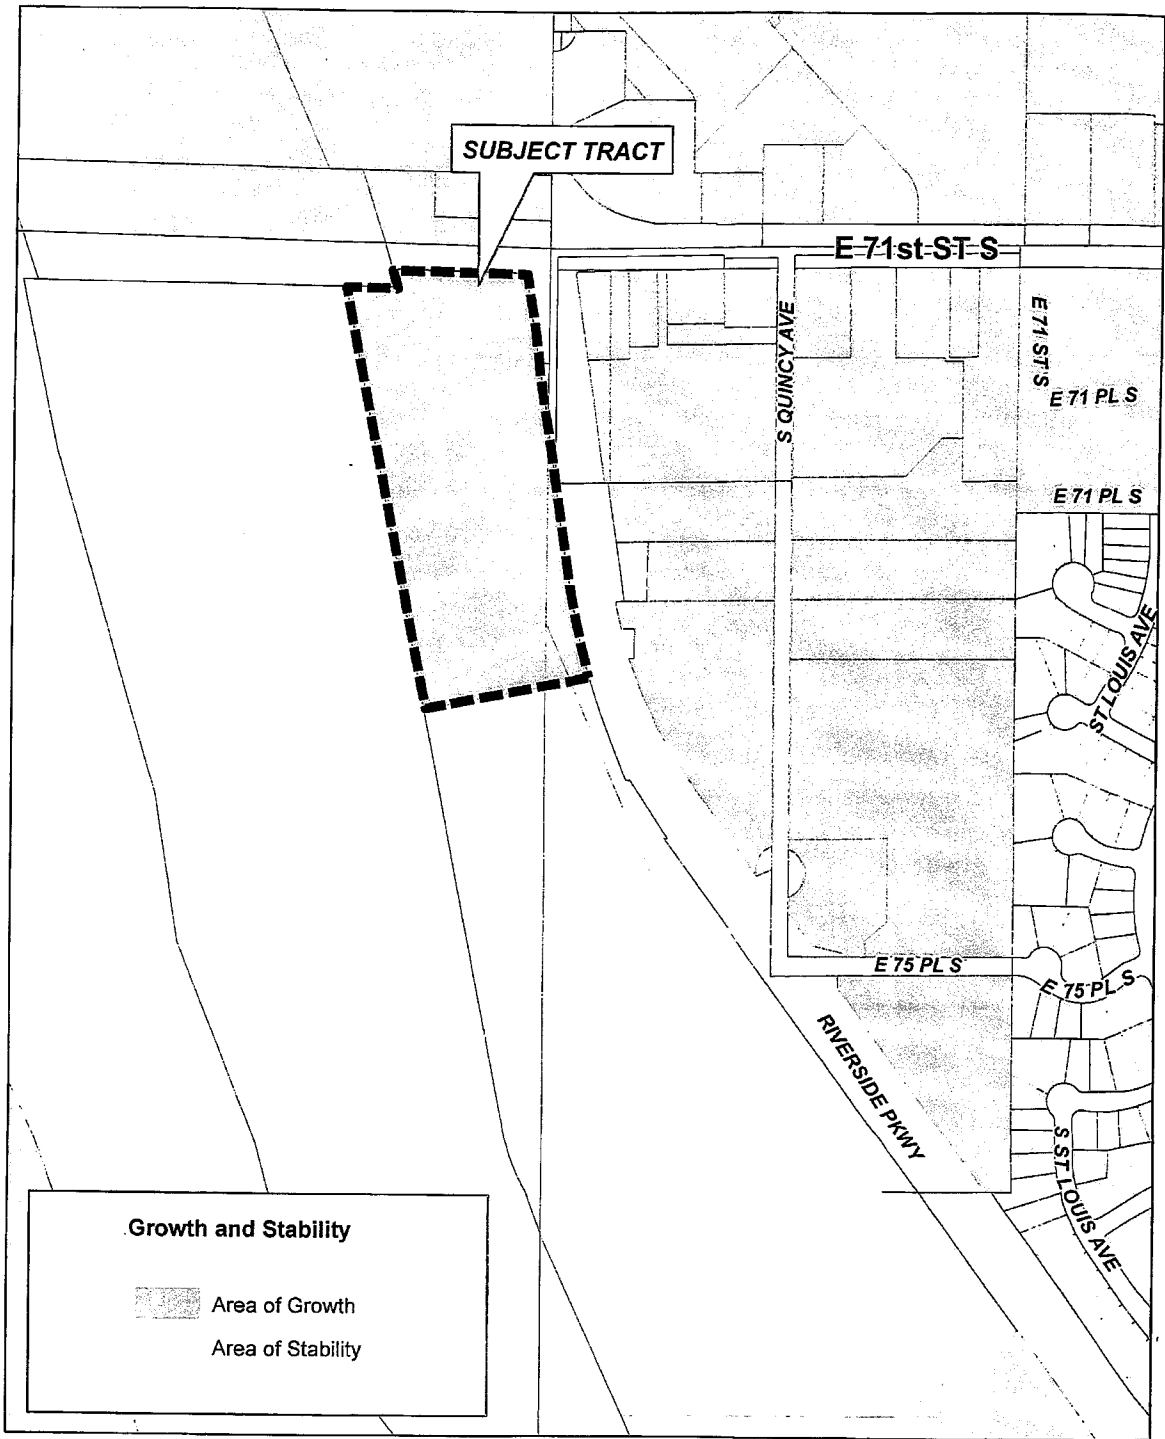 SUBJECT TRACT
E 71st ST S
S QUINCY AVE
E 71 ST S
E 71 PL S
E 71 PL S
ST LOUIS AVE
E 75 PL S
E 75 PL S
RIVERSIDE PKWY
S ST LOUIS AVE
Growth and Stability
Area of Growth
Area of Stability